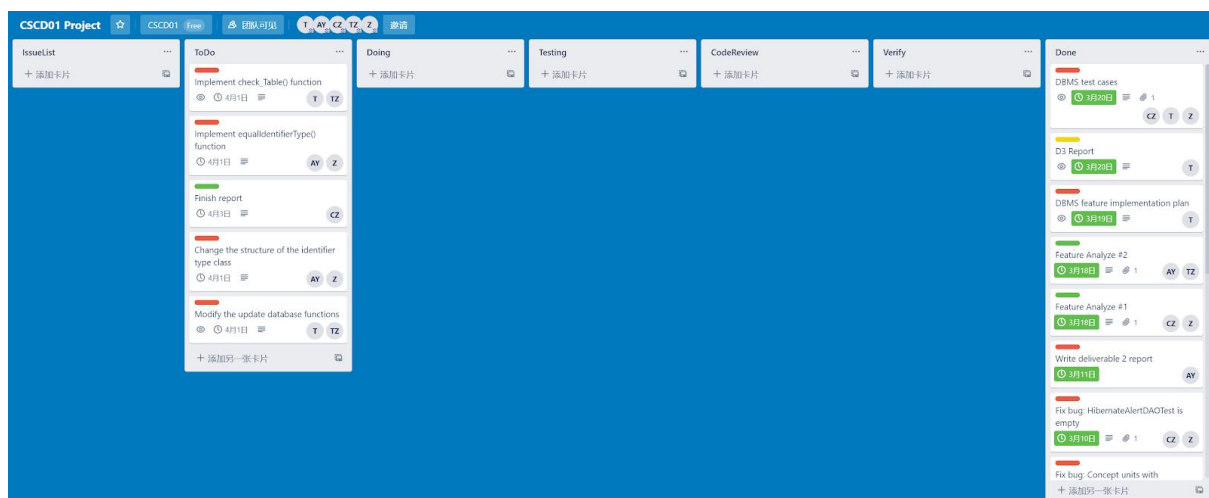 CSCD01 Project
CSCD01 Free
团队可见
T AY CZ TZ Z
邀请
IssueList
+ 添加卡片
ToDo
Implement check_Table() function
4月1日
T TZ
Implement equalIdentifierType()
function
4月1日
AY Z
Finish report
4月3日
CZ
Change the structure of the identifier
type class
4月1日
AY Z
Modify the update database functions
4月1日
T TZ
+ 添加另一张卡片
Doing
+ 添加卡片
Testing
+ 添加卡片
CodeReview
+ 添加卡片
Verify
+ 添加卡片
Done
DBMS test cases
3月20日 1
CZ T Z
D3 Report
3月20日
T
DBMS feature implementation plan
3月19日
T
Feature Analyze #2
3月18日 1
AY TZ
Feature Analyze #1
3月18日 1
CZ Z
Write deliverable 2 report
3月11日
AY
Fix bug: HibernateAlertDAOTest is
empty
3月10日 1
CZ Z
Fix bug: Concept units with
+ 添加另一张卡片